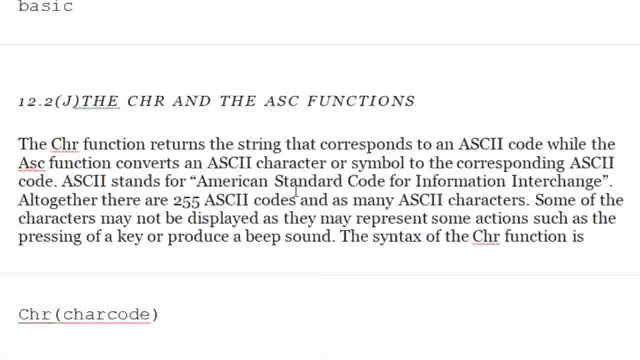 basic
12.2(J)THE CHR AND THE ASC FUNCTIONS
The Chr function returns the string that corresponds to an ASCII code while the
Asc function converts an ASCII character or symbol to the corresponding ASCII
code. ASCII stands for “American Standard Code for Information Interchange”.
Altogether there are 255 ASCII codes and as many ASCII characters. Some of the
characters may not be displayed as they may represent some actions such as the
pressing of a key or produce a beep sound. The syntax of the Chr function is
Chr(charcode)